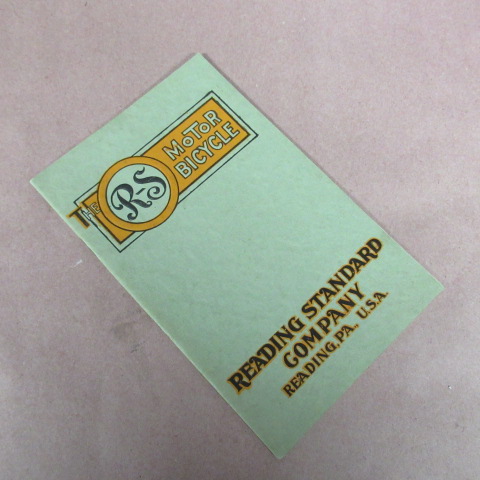 THE R-S MOTOR
BICYCLE
READING STANDARD
COMPANY
READING, PA., U.S.A.